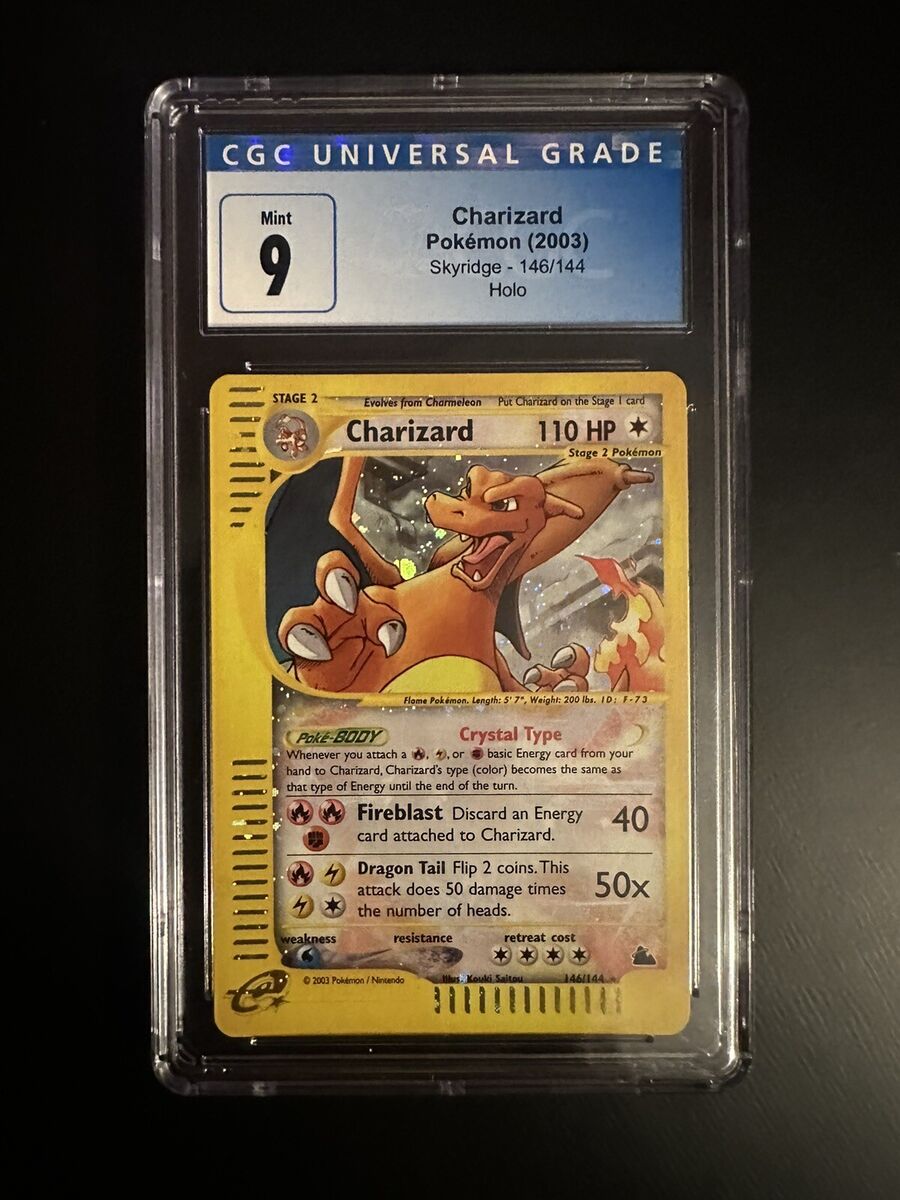 CGC UNIVERSAL GRADE
Mint
9
Charizard
Pokémon (2003)
Skyridge - 146/144
Holo
STAGE 2
Evolves from Charmeleon Put Charizard on the Stage 1 card
Charizard 110 HP
Stage 2 Pokémon
Flame Pokémon. Length: 5' 7", Weight: 200 lbs. ID: F-73
Poké-BODY Crystal Type
Whenever you attach a , , or basic Energy card from your
hand to Charizard, Charizard's type (color) becomes the same as
that type of Energy until the end of the turn.
Fireblast Discard an Energy 40
card attached to Charizard.
Dragon Tail Flip 2 coins. This
attack does 50 damage times 50x
the number of heads.
weakness resistance retreat cost
© 2003 Pokémon / Nintendo Illus. Kouki Saitou 146/144